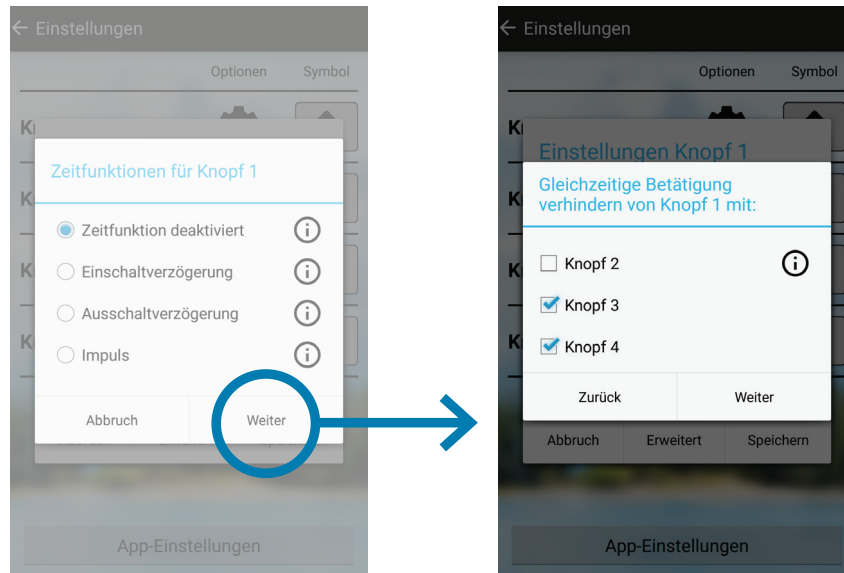 Einstellungen
Optionen Symbol
Zeitfunktionen für Knopf 1
Zeitfunktion deaktiviert
Einschaltverzögerung
Ausschaltverzögerung
Impuls
Abbruch Weiter
App-Einstellungen
Einstellungen
Optionen Symbol
Einstellungen Knopf 1
Gleichzeitige Betätigung
verhindern von Knopf 1 mit:
Knopf 2
Knopf 3
Knopf 4
Zurück Weiter
Abbruch Erweitert Speichern
App-Einstellungen